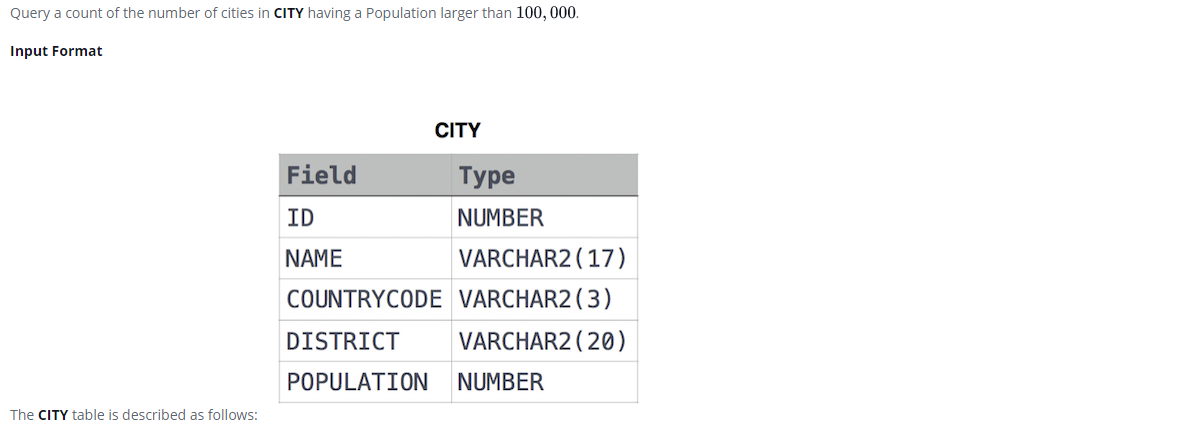 Query a count of the number of cities in CITY having a Population larger than 100, 000.
Input Format
CITY
Field Type
ID NUMBER
NAME VARCHAR2(17)
COUNTRYCODE VARCHAR2(3)
DISTRICT VARCHAR2(20)
POPULATION NUMBER
The CITY table is described as follows: